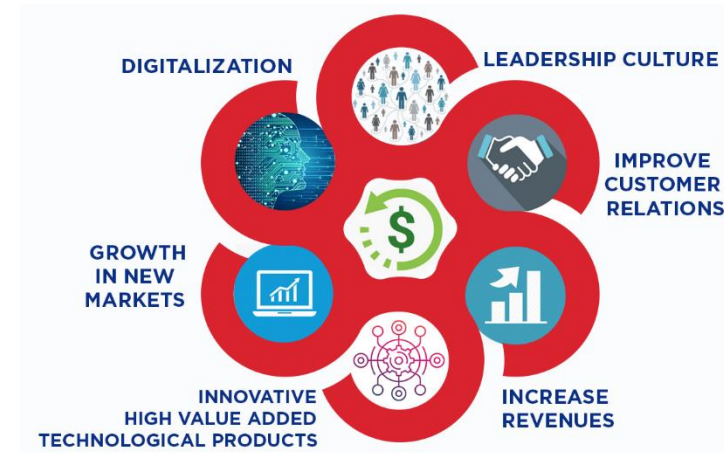 LEADERSHIP CULTURE
DIGITALIZATION
IMPROVE
CUSTOMER
RELATIONS
$
GROWTH
IN NEW
MARKETS
INNOVATIVE
HIGH VALUE ADDED
TECHNOLOGICAL PRODUCTS
INCREASE
REVENUES